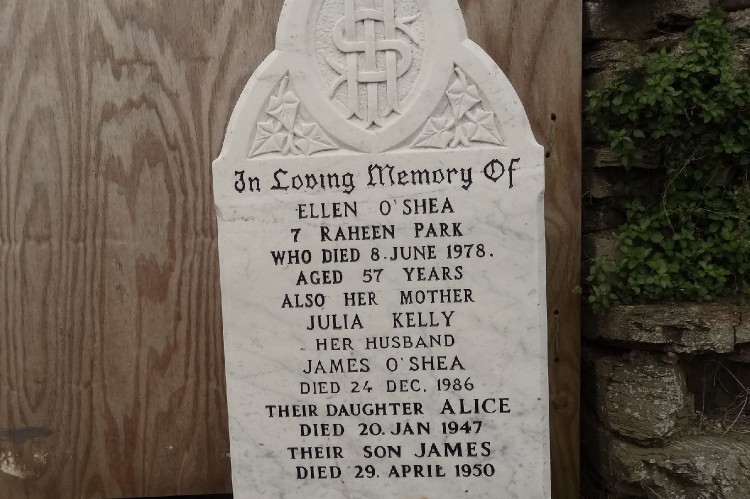 In Loving Memory Of
ELLEN O'SHEA
7 RAHEEN PARK
WHO DIED 8.JUNE 1978.
AGED 57 YEARS
ALSO HER MOTHER
JULIA KELLY
HER HUSBAND
JAMES O'SHEA
DIED 24 DEC. 1986
THEIR DAUGHTER ALICE
DIED 20.JAN 1947
THEIR SON JAMES
DIED 29. APRIL 1950